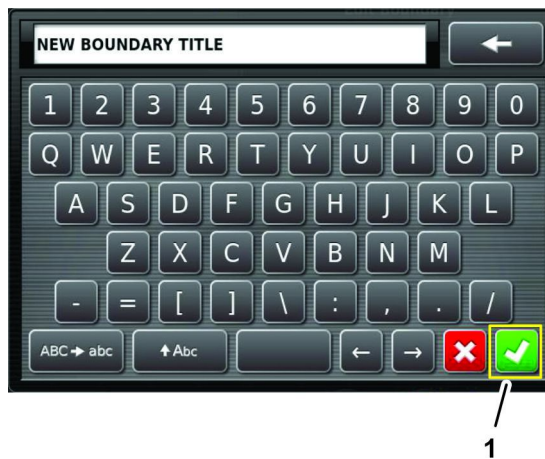 NEW BOUNDARY TITLE
1 2 3 4 5 6 7 8 9 0
Q W E R T Y U I O P
A S D F G H J K L
Z X C V B N M
- = [ ] \ : , . /
ABC→abc ↑Abc ← →
1